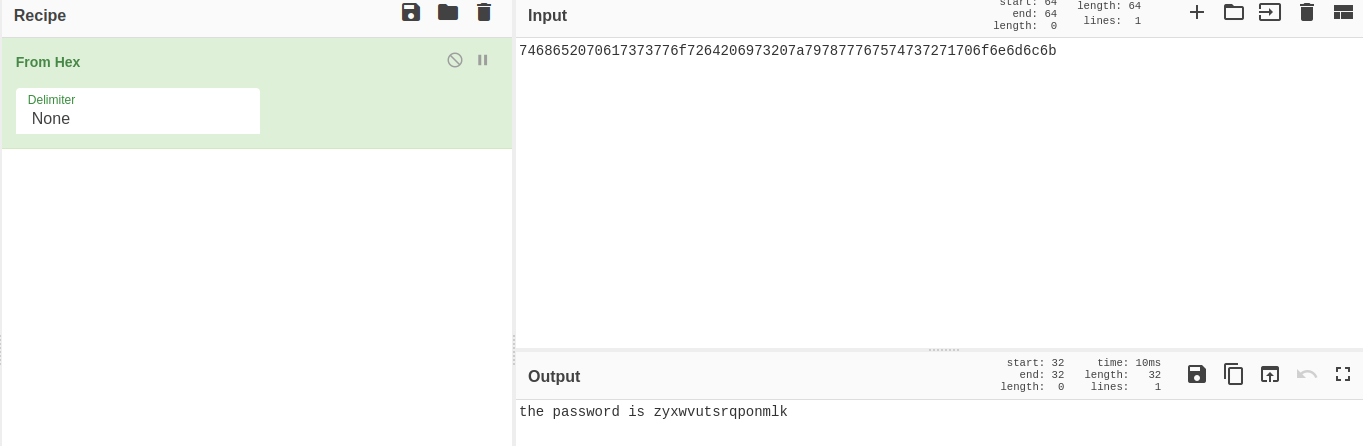 Recipe
From Hex
Delimiter
None
Input
start: 64
end: 64
length: 0
length: 64
lines: 1
7468652070617373776f7264206973207a797877767574737271706f6e6d6c6b
Output
start: 32
end: 32
length: 0
time: 10ms
length: 32
lines: 1
the password is zyxwvutsrqponmlk